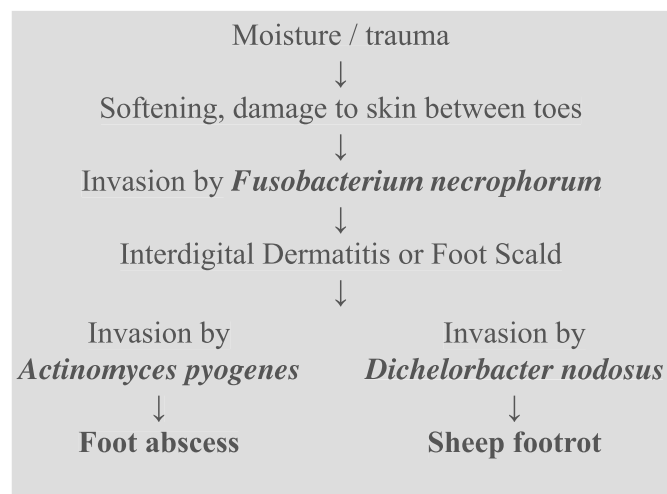 Moisture / trauma
↓
Softening, damage to skin between toes
↓
Invasion by Fusobacterium necrophorum
↓
Interdigital Dermatitis or Foot Scald
↓
Invasion by
Actinomyces pyogenes
↓
Foot abscess
Invasion by
Dichelorbacter nodosus
↓
Sheep footrot